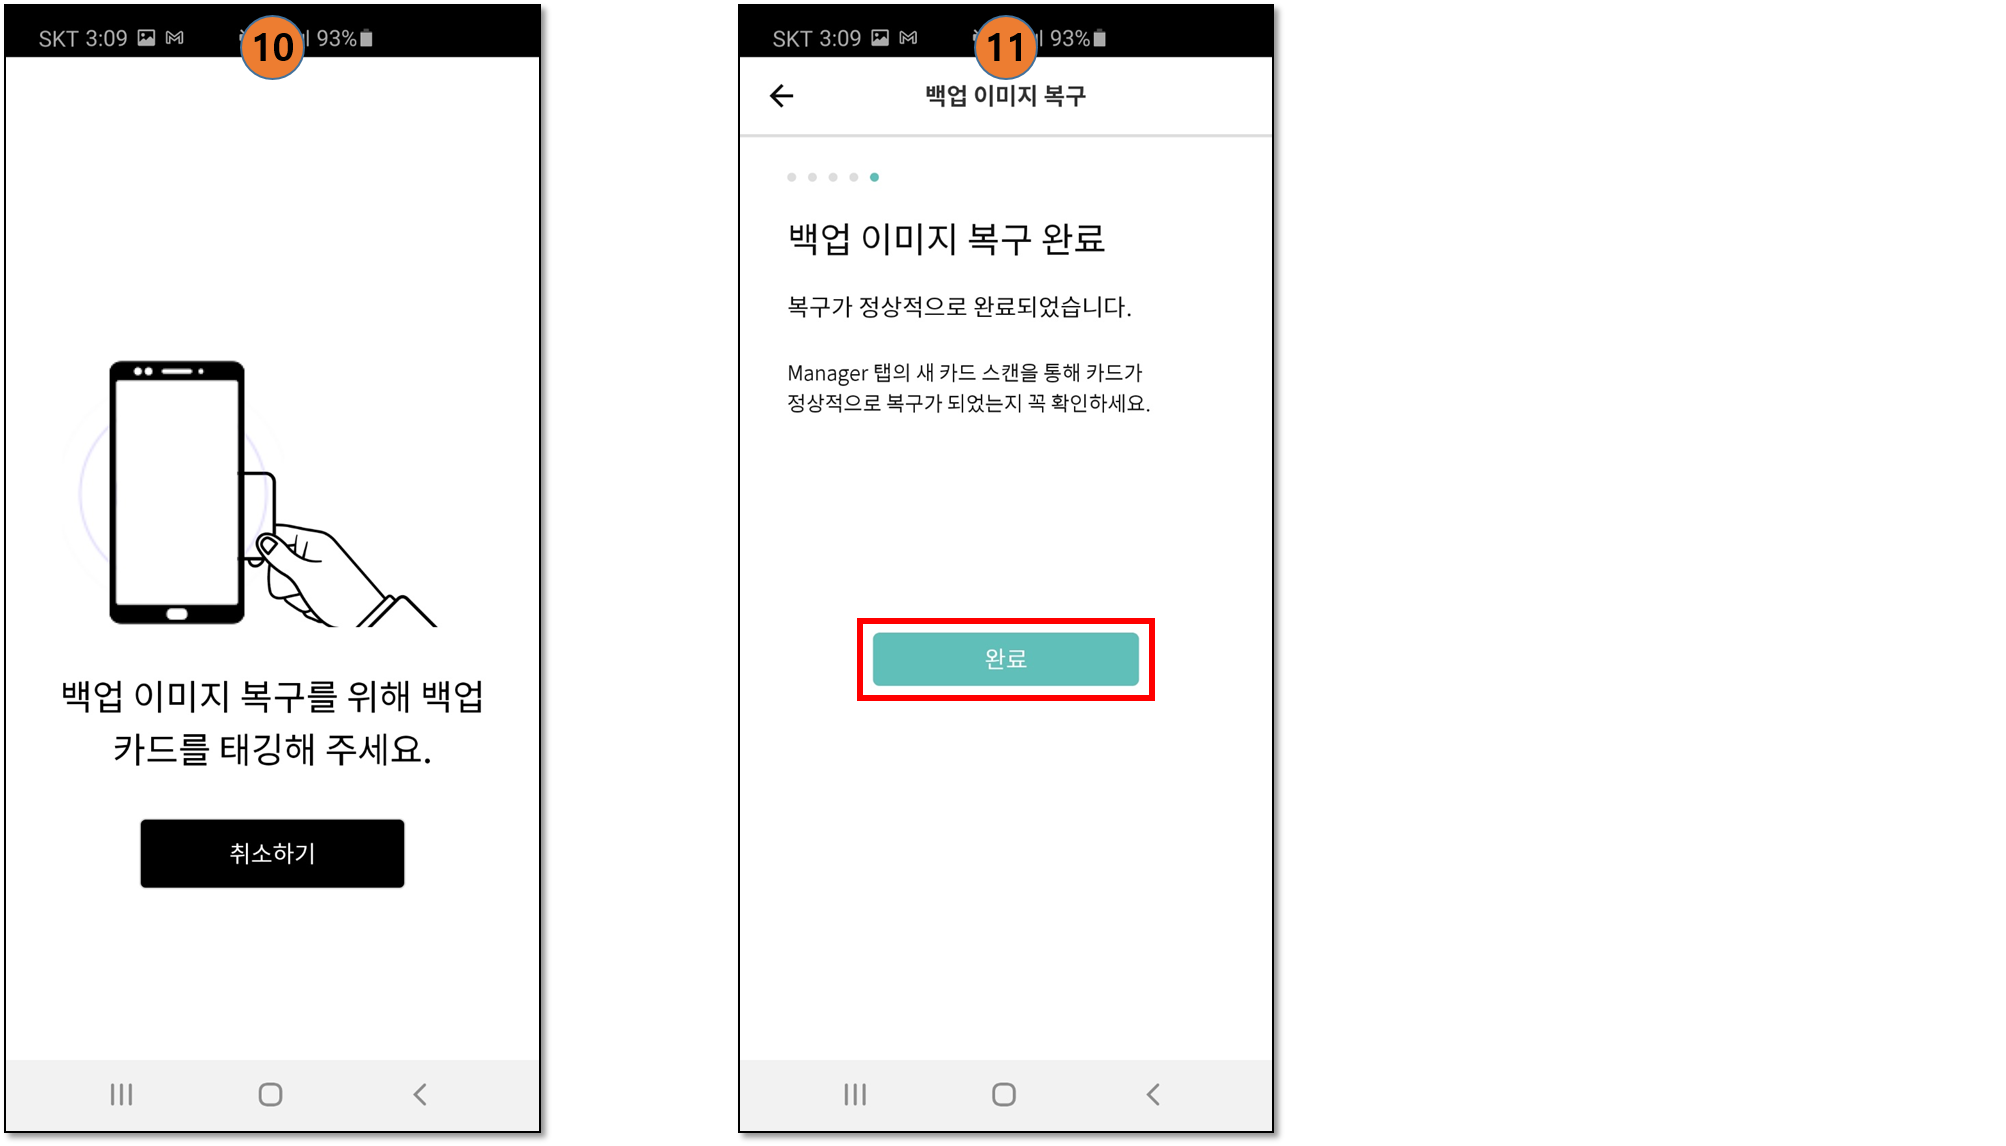 SKT 3:09 93%
10
백업 이미지 복구를 위해 백업
카드를 태깅해 주세요.
취소하기
SKT 3:09 93%
11
백업 이미지 복구
백업 이미지 복구 완료
복구가 정상적으로 완료되었습니다.
Manager 탭의 새 카드 스캔을 통해 카드가
정상적으로 복구가 되었는지 꼭 확인하세요.
완료